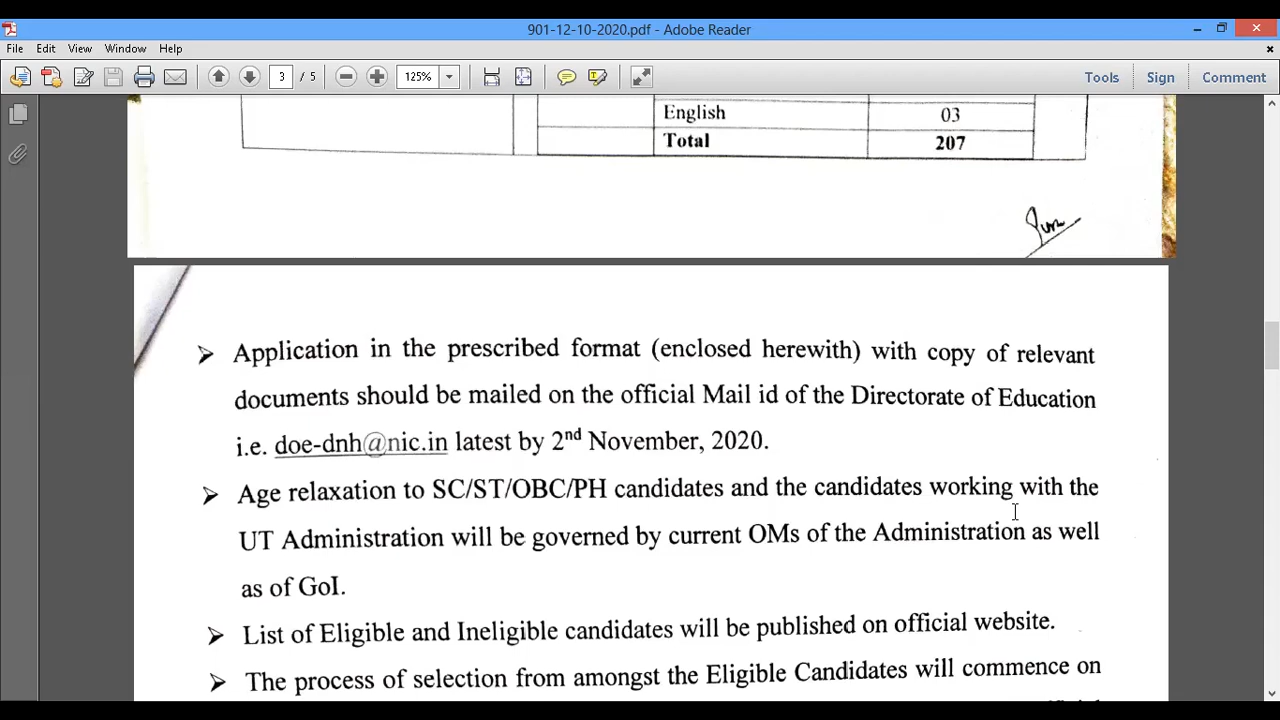 901-12-10-2020.pdf - Adobe Reader
File Edit View Window Help
3 / 5 125% Tools Sign Comment
English 03
Total 207
Application in the prescribed format (enclosed herewith) with copy of relevant
documents should be mailed on the official Mail id of the Directorate of Education
i.e. doe-dnh@nic.in latest by 2nd November, 2020.
Age relaxation to SC/ST/OBC/PH candidates and the candidates working with the
UT Administration will be governed by current OMs of the Administration as well
as of GoI.
List of Eligible and Ineligible candidates will be published on official website.
The process of selection from amongst the Eligible Candidates will commence on